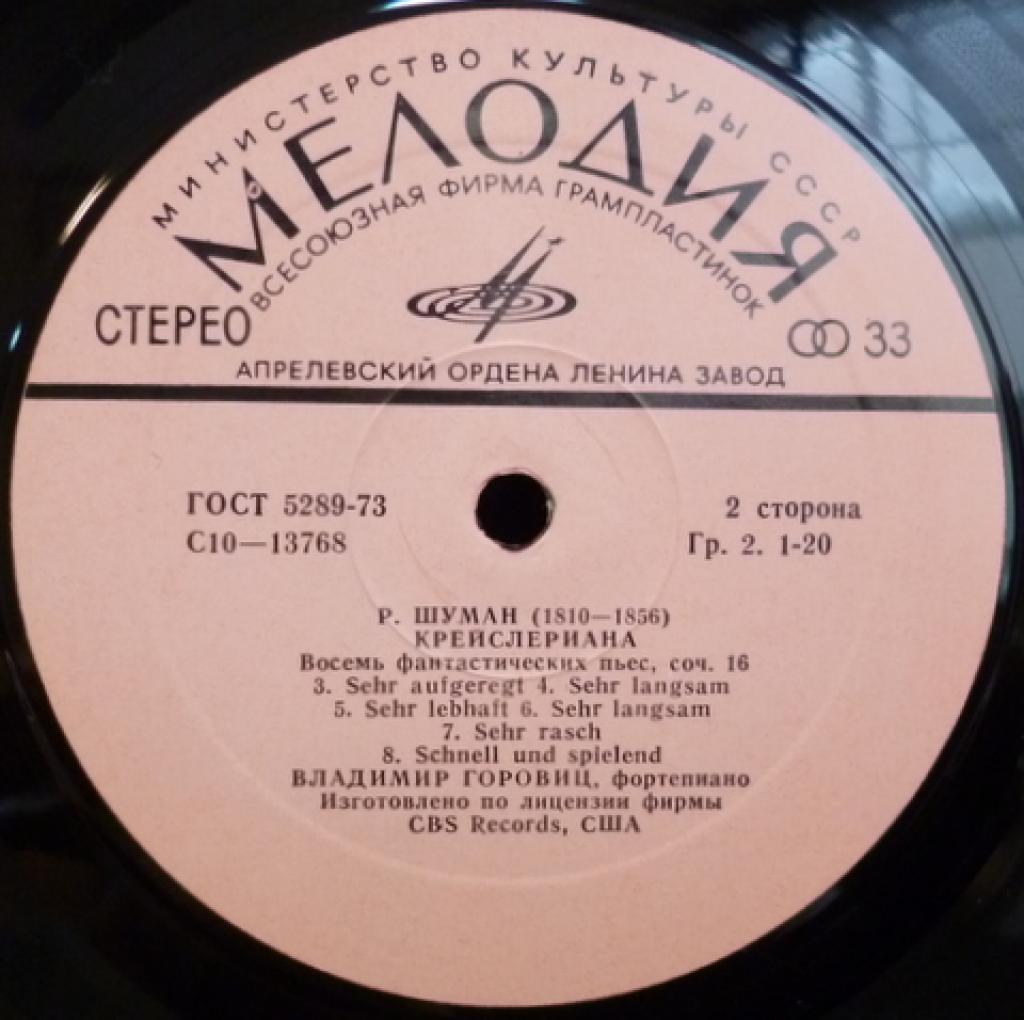 МИНИСТЕРСТВО КУЛЬТУРЫ СССР
МЕЛОДИЯ
ВСЕСОЮЗНАЯ ФИРМА ГРАМПЛАСТИНОК
СТЕРЕО
33
АПРЕЛЕВСКИЙ ОРДЕНА ЛЕНИНА ЗАВОД
ГОСТ 5289-73
2 сторона
С10—13768
Гр. 2. 1-20
Р. ШУМАН (1810—1856)
КРЕЙСЛЕРИАНА
Восемь фантастических пьес, соч. 16
3. Sehr aufgeregt 4. Sehr langsam
5. Sehr lebhaft 6. Sehr langsam
7. Sehr rasch
8. Schnell und spielend
ВЛАДИМИР ГОРОВИЦ, фортепиано
Изготовлено по лицензии фирмы
CBS Records, США